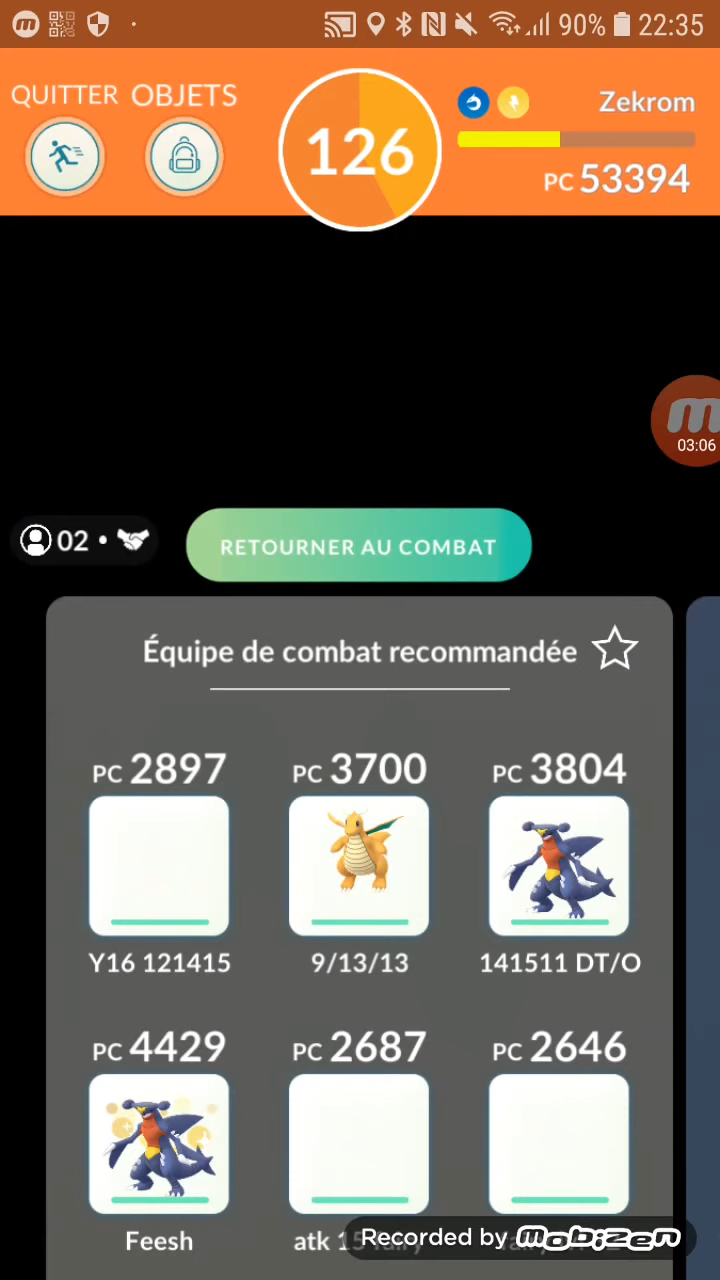 90% 22:35
QUITTER OBJETS
126
Zekrom
PC 53394
03:06
02 •
RETOURNER AU COMBAT
Équipe de combat recommandée
PC 2897 PC 3700 PC 3804
Y16 121415 9/13/13 141511 DT/O
PC 4429 PC 2687 PC 2646
Feesh atk 15 fairy
Recorded by mobizen